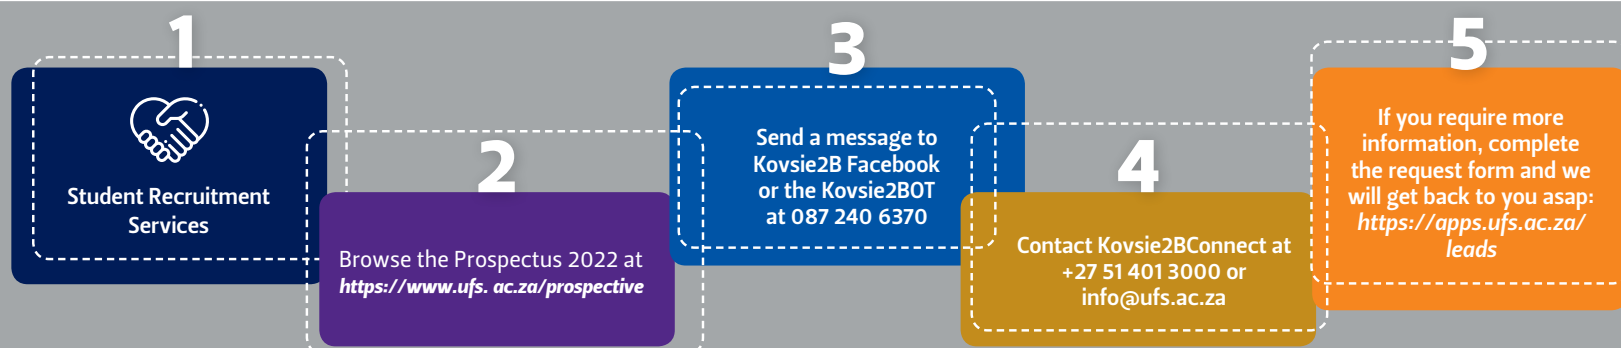 1
Student Recruitment
Services
2
Browse the Prospectus 2022 at
https://www.ufs. ac.za/prospective
3
Send a message to
Kovsie2B Facebook
or the Kovsie2BOT
at 087 240 6370
4
Contact Kovsie2BConnect at
+27 51 401 3000 or
info@ufs.ac.za
5
If you require more
information, complete
the request form and we
will get back to you asap:
https://apps.ufs.ac.za/
leads